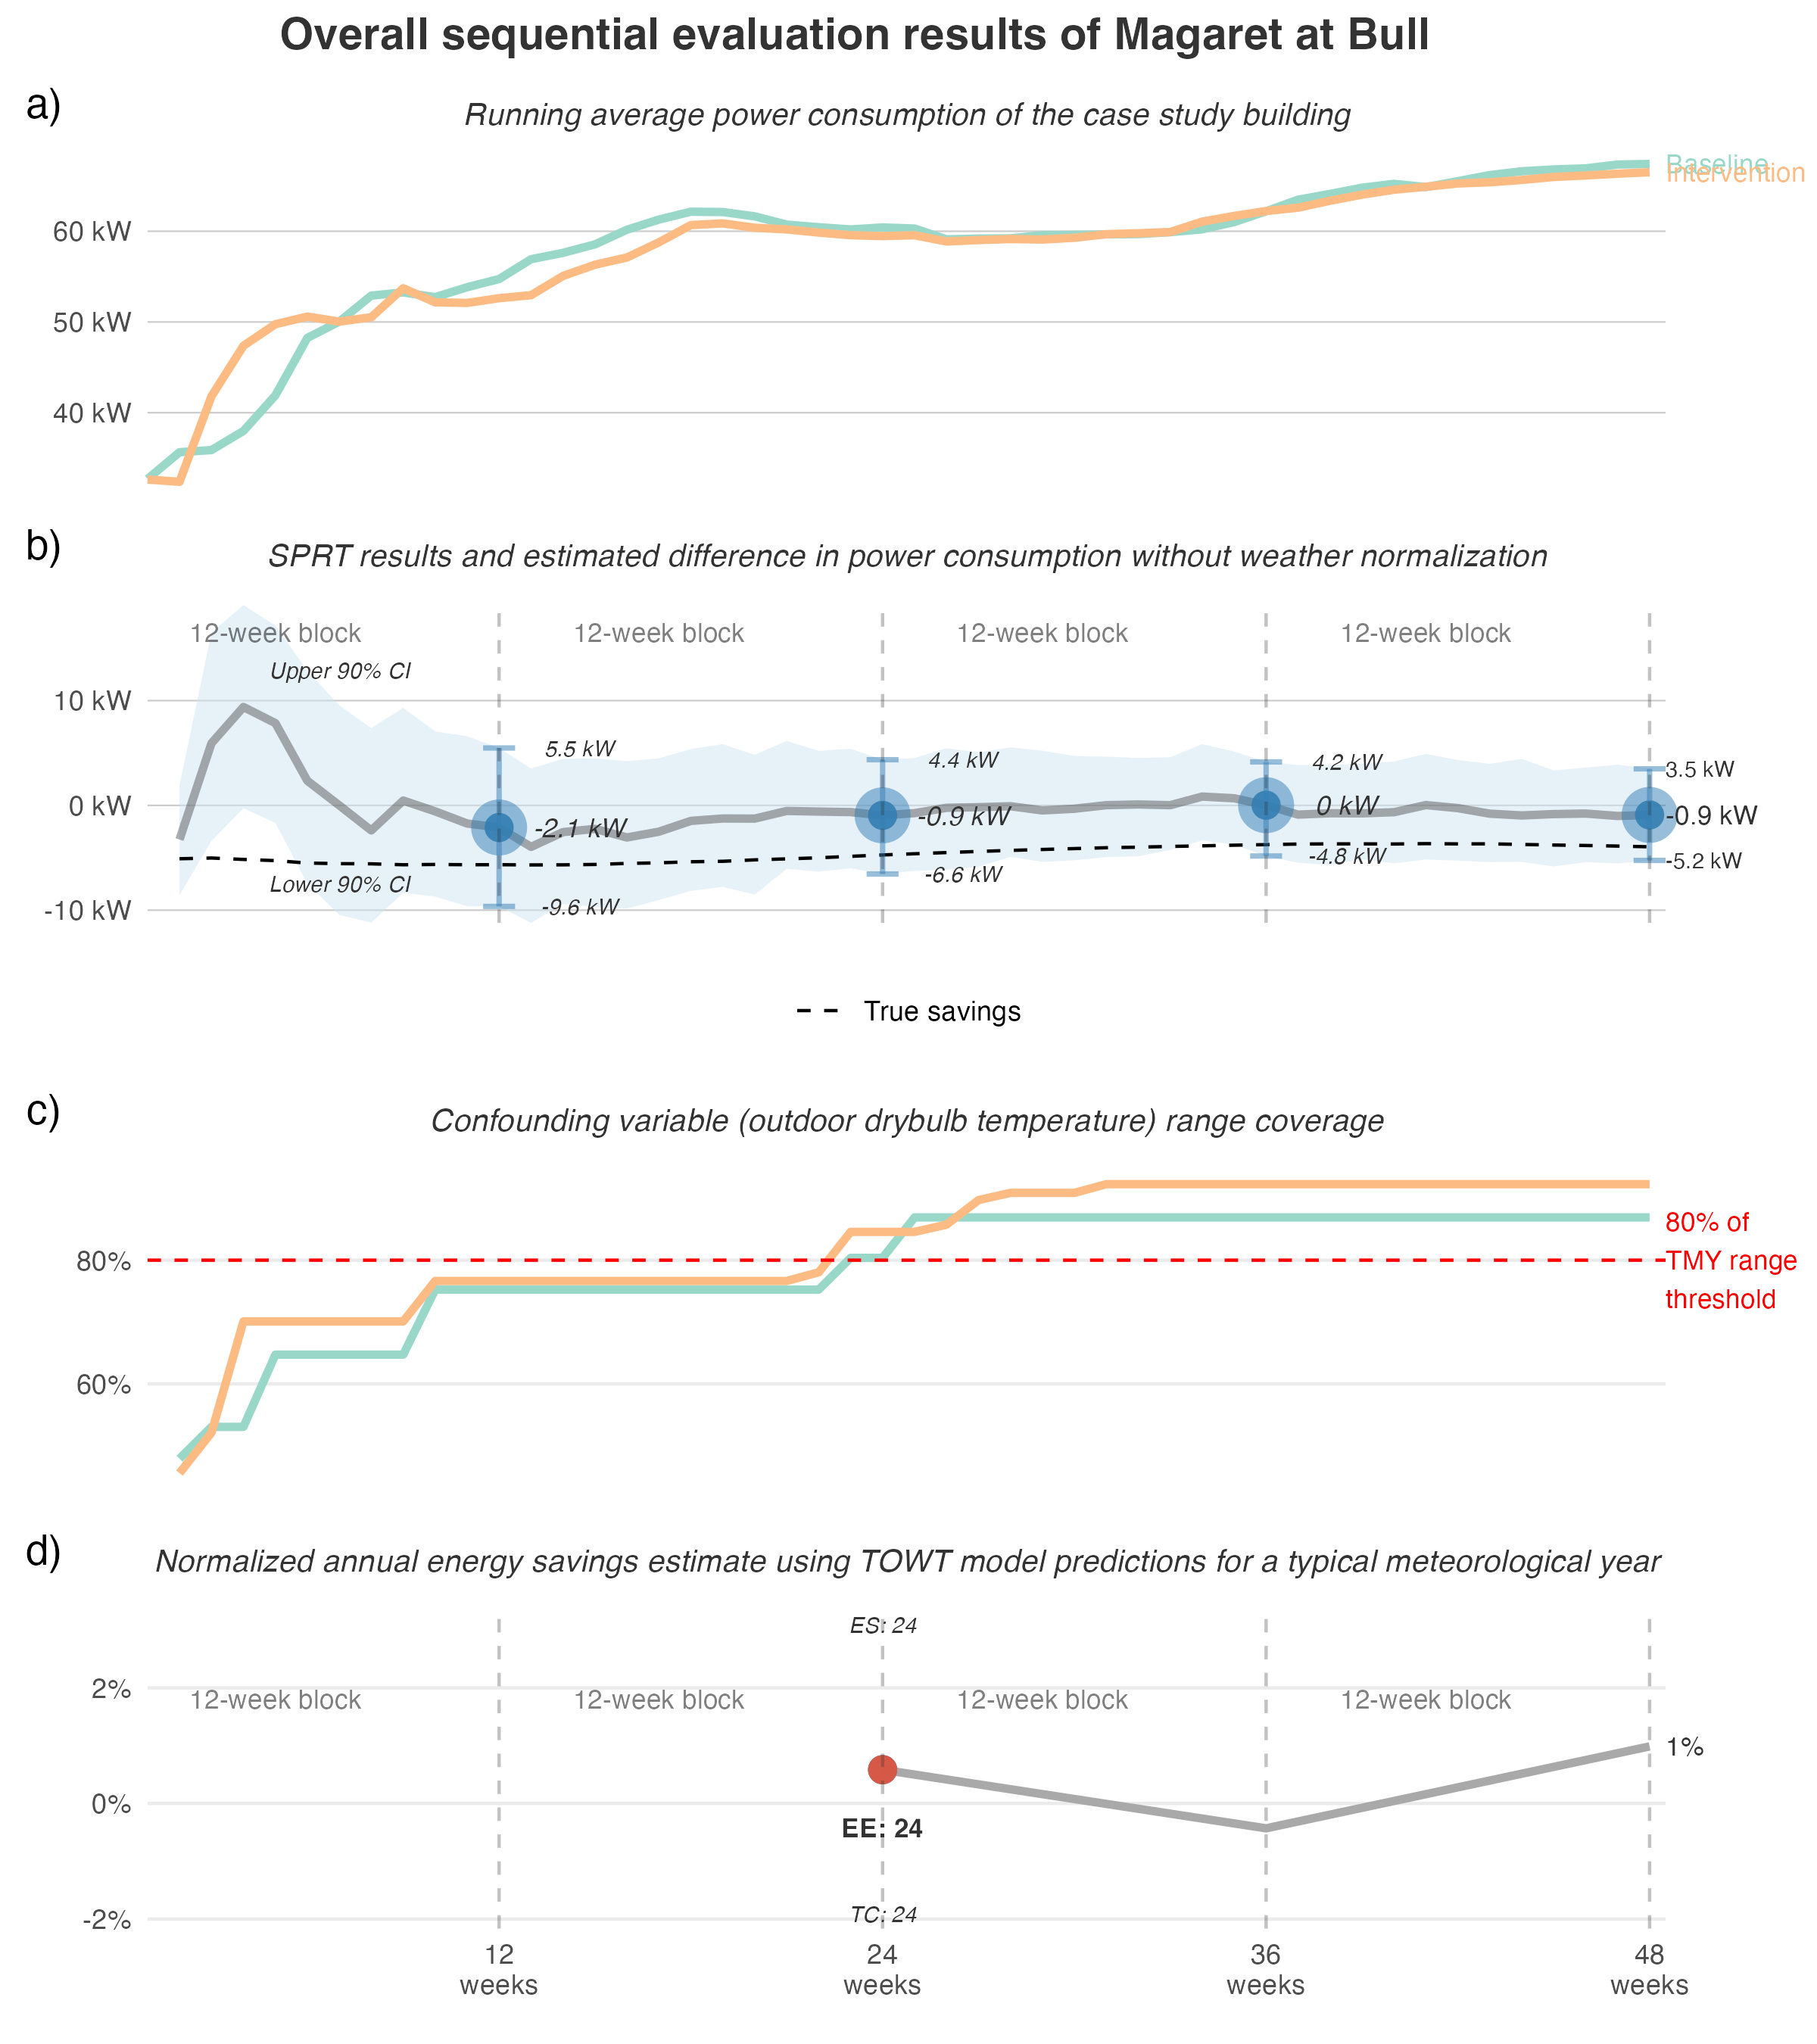 Overall sequential evaluation results of Magaret at Bull
a)
Running average power consumption of the case study building
Baseline
Intervention
60 kW
50 kW
40 kW
b)
SPRT results and estimated difference in power consumption without weather normalization
12-week block 12-week block 12-week block 12-week block
Upper 90% CI
10 kW
5.5 kW 4.4 kW 4.2 kW 3.5 kW
0 kW
-2.1 kW -0.9 kW 0 kW -0.9 kW
Lower 90% CI
-9.6 kW -6.6 kW -4.8 kW -5.2 kW
-10 kW
True savings
c)
Confounding variable (outdoor drybulb temperature) range coverage
80% of
TMY range
threshold
80%
60%
d)
Normalized annual energy savings estimate using TOWT model predictions for a typical meteorological year
ES: 24
2%
12-week block 12-week block 12-week block 12-week block
1%
0%
EE: 24
TC: 24
-2%
12 24 36 48
weeks weeks weeks weeks